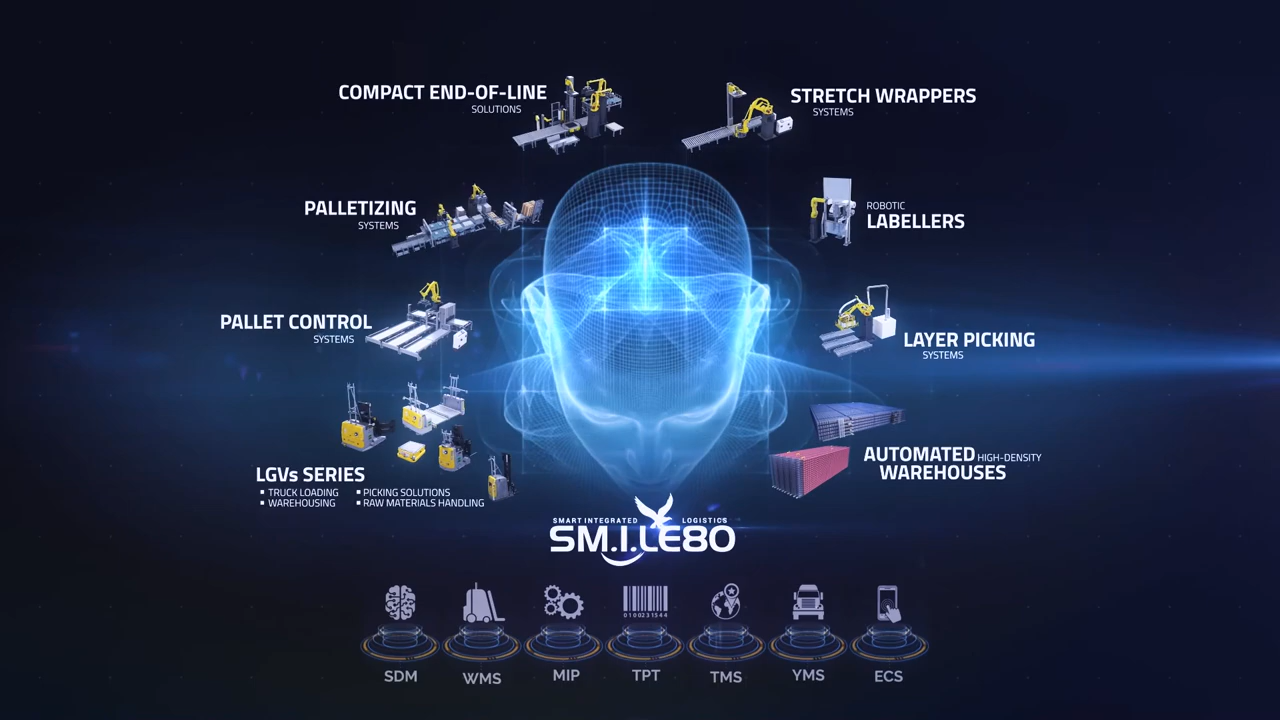 COMPACT END-OF-LINE
SOLUTIONS
STRETCH WRAPPERS
SYSTEMS
PALLETIZING
SYSTEMS
ROBOTIC
LABELLERS
PALLET CONTROL
SYSTEMS
LAYER PICKING
SYSTEMS
LGVs SERIES
▪ TRUCK LOADING
▪ WAREHOUSING
▪ PICKING SOLUTIONS
▪ RAW MATERIALS HANDLING
AUTOMATED HIGH-DENSITY
WAREHOUSES
SMART INTEGRATED LOGISTICS
SM.I.LE80
0100231544
SDM
WMS
MIP
TPT
TMS
YMS
ECS